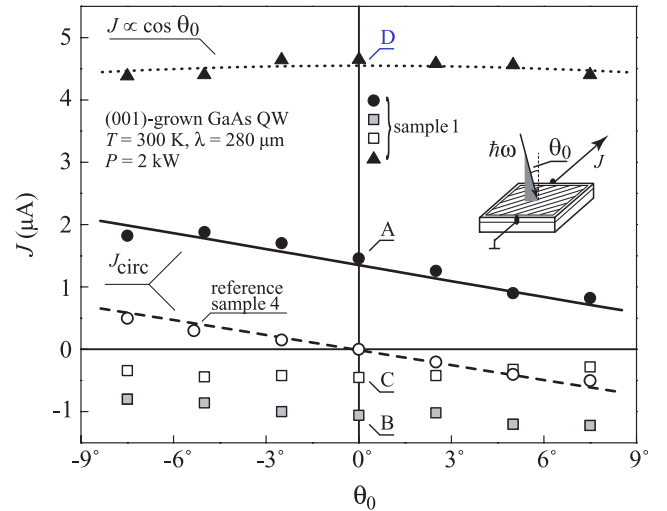 J ∝ cos θ₀
D
(001)-grown GaAs QW
T = 300 K, λ = 280 μm
P = 2 kW
sample 1
ħω
θ₀
J
A
J_circ
reference
sample 4
C
B
J (μA)
5
4
3
2
1
0
-1
-9° -6° -3° 0° 3° 6° 9°
θ₀